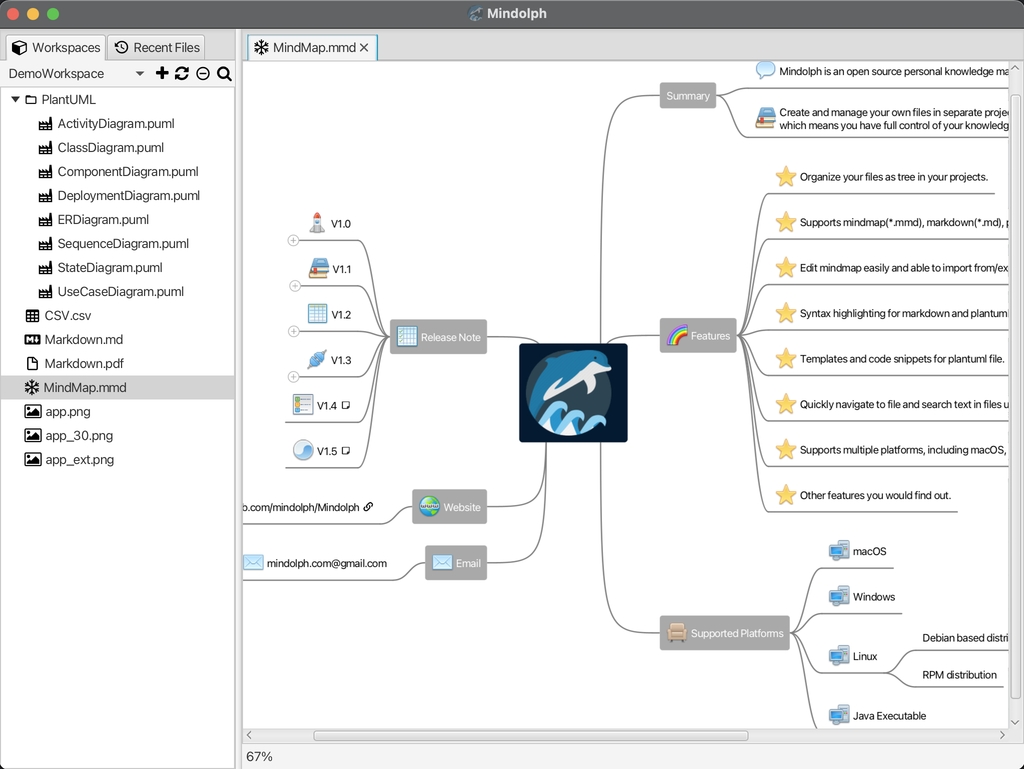 Mindolph
Workspaces
Recent Files
DemoWorkspace
PlantUML
ActivityDiagram.puml
ClassDiagram.puml
ComponentDiagram.puml
DeploymentDiagram.puml
ERDiagram.puml
SequenceDiagram.puml
StateDiagram.puml
UseCaseDiagram.puml
CSV.csv
Markdown.md
Markdown.pdf
MindMap.mmd
app.png
app_30.png
app_ext.png
MindMap.mmd
V1.0
V1.1
V1.2
V1.3
V1.4
V1.5
Release Note
b.com/mindolph/Mindolph
Website
mindolph.com@gmail.com
Email
Summary
Mindolph is an open source personal knowledge ma
Create and manage your own files in separate proje
which means you have full control of your knowledg
Features
Organize your files as tree in your projects.
Supports mindmap(*.mmd), markdown(*.md), p
Edit mindmap easily and able to import from/ex
Syntax highlighting for markdown and plantuml
Templates and code snippets for plantuml file.
Quickly navigate to file and search text in files u
Supports multiple platforms, including macOS,
Other features you would find out.
Supported Platforms
macOS
Windows
Linux
Debian based distri
RPM distribution
Java Executable
67%